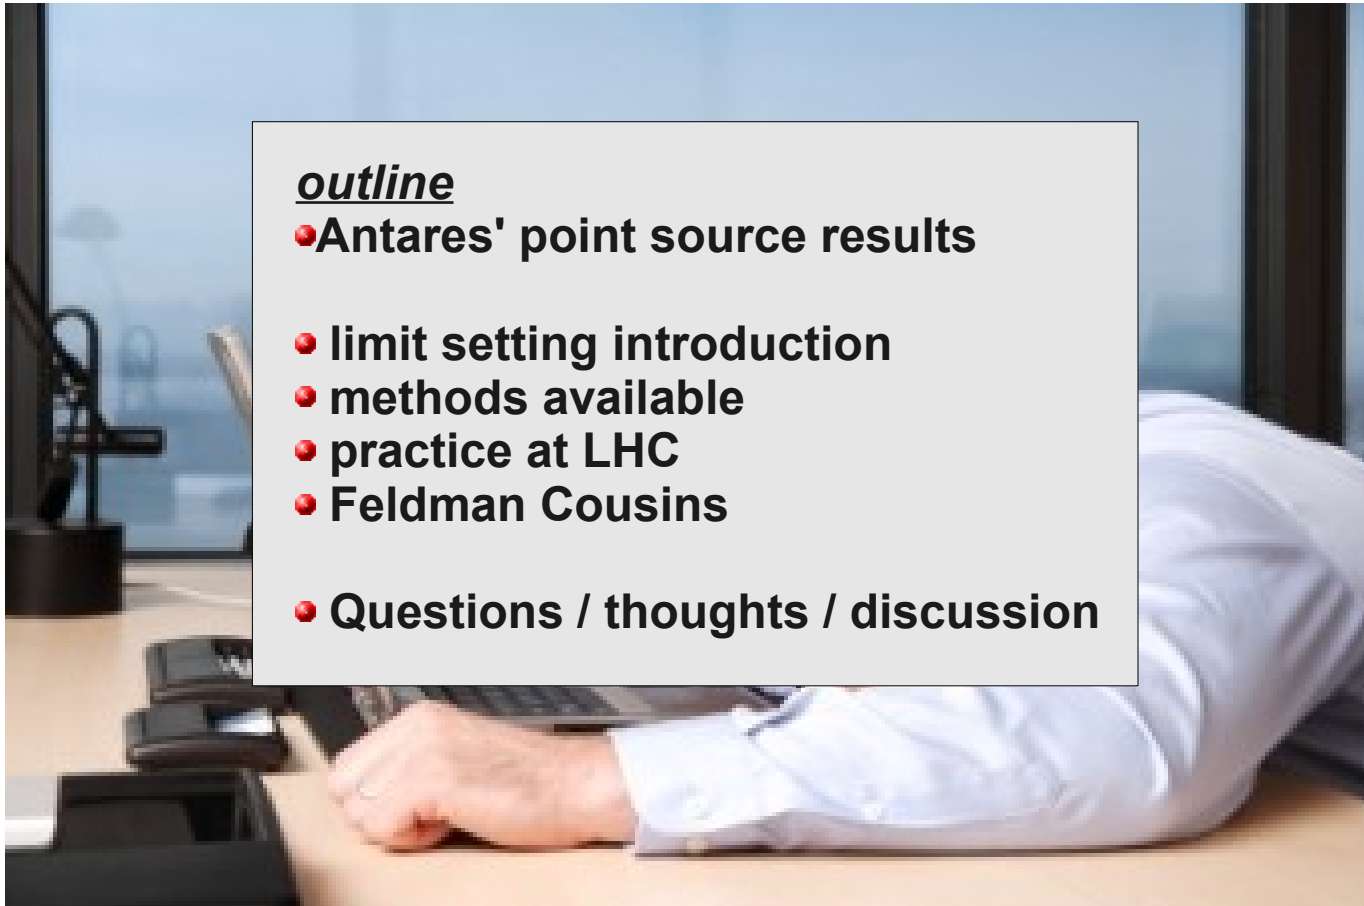 outline
Antares' point source results
limit setting introduction
methods available
practice at LHC
Feldman Cousins
Questions / thoughts / discussion